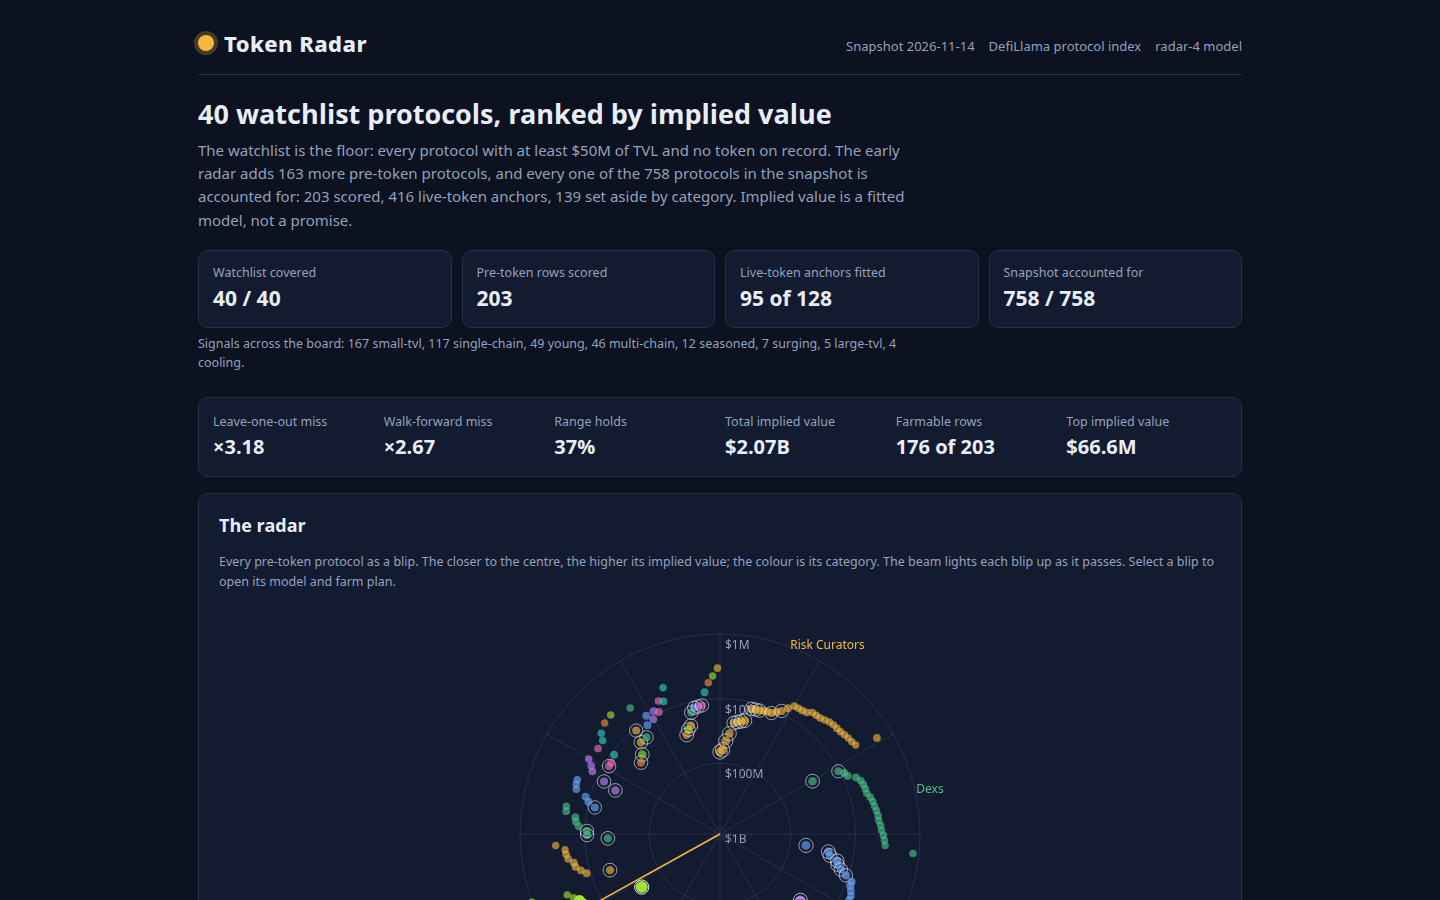 Token Radar
Snapshot 2026-11-14 DefiLlama protocol index radar-4 model
40 watchlist protocols, ranked by implied value
The watchlist is the floor: every protocol with at least $50M of TVL and no token on record. The early
radar adds 163 more pre-token protocols, and every one of the 758 protocols in the snapshot is
accounted for: 203 scored, 416 live-token anchors, 139 set aside by category. Implied value is a fitted
model, not a promise.
Watchlist covered
40 / 40
Pre-token rows scored
203
Live-token anchors fitted
95 of 128
Snapshot accounted for
758 / 758
Signals across the board: 167 small-tvl, 117 single-chain, 49 young, 46 multi-chain, 12 seasoned, 7 surging, 5 large-tvl, 4
cooling.
Leave-one-out miss
×3.18
Walk-forward miss
×2.67
Range holds
37%
Total implied value
$2.07B
Farmable rows
176 of 203
Top implied value
$66.6M
The radar
Every pre-token protocol as a blip. The closer to the centre, the higher its implied value; the colour is its category. The beam lights each blip up as it passes. Select a blip to
open its model and farm plan.
$1M
Risk Curators
$100M
Dexs
$1B